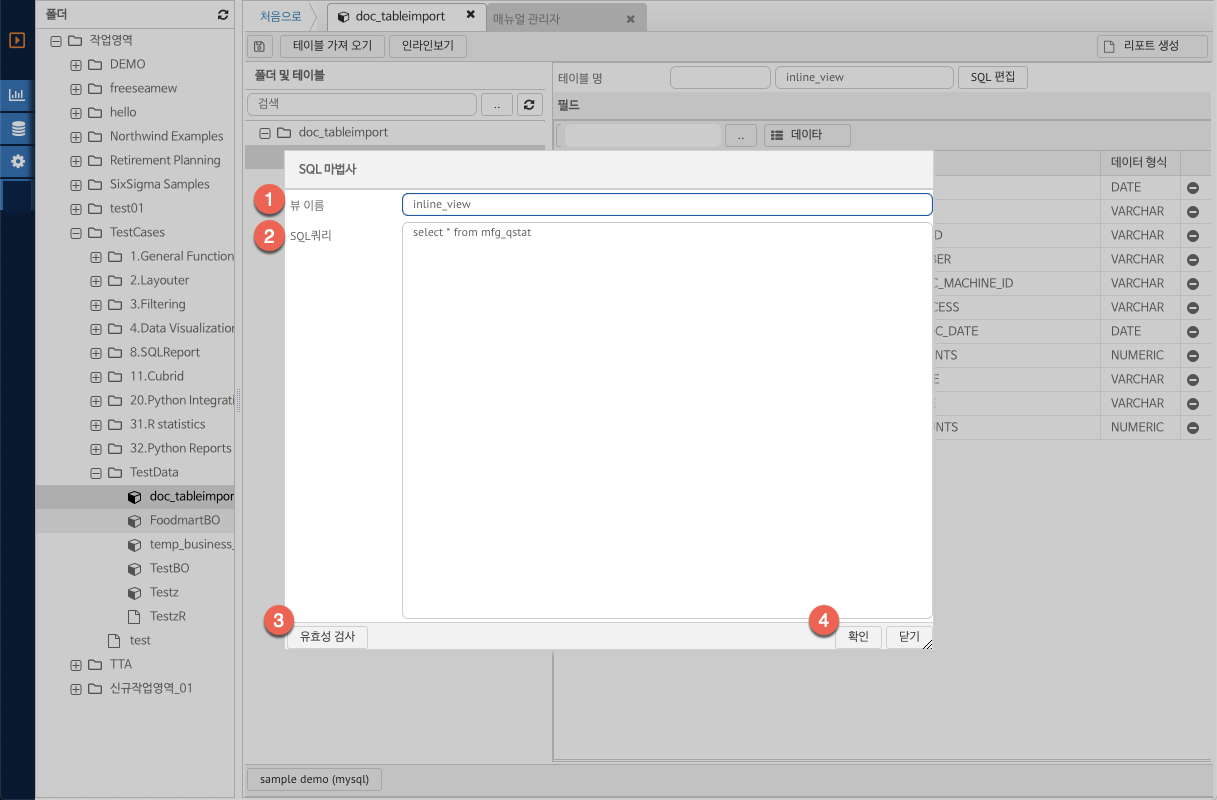 폴더
처음으로
doc_tableimport
매뉴얼 관리자
테이블 가져 오기
인라인보기
리포트 생성
작업영역
DEMO
freeseamew
hello
Northwind Examples
Retirement Planning
SixSigma Samples
test01
TestCases
1.General Function
2.Layouter
3.Filtering
4.Data Visualization
8.SQLReport
11.Cubrid
20.Python Integrati
31.R statistics
32.Python Reports
TestData
doc_tableimpor
FoodmartBO
temp_business_
TestBO
Testz
TestzR
test
TTA
신규작업영역_01
폴더 및 테이블
검색
..
doc_tableimport
테이블 명
inline_view
SQL 편집
필드
..
데이타
데이터 형식
DATE
VARCHAR
D VARCHAR
BER VARCHAR
C_MACHINE_ID VARCHAR
CESS VARCHAR
C_DATE DATE
NTS NUMERIC
E VARCHAR
VARCHAR
NTS NUMERIC
SQL 마법사
1 뷰 이름 inline_view
2 SQL쿼리 select * from mfg_qstat
3 유효성 검사
4 확인 닫기
sample demo (mysql)